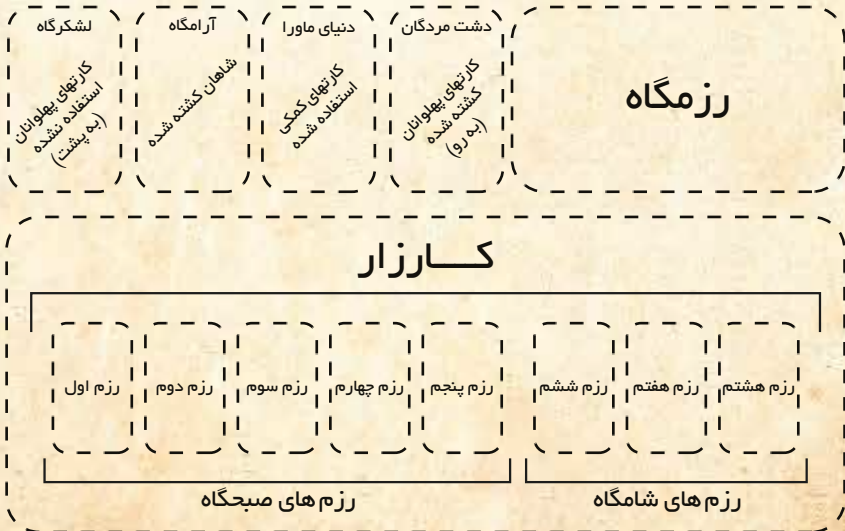 رزمگاه
دشت مردگان
کارتهای پهلوانان
کشته شده
(به رو)
دنیای ماورا
کارتهای کمکی
استفاده شده
آرامگاه
شاهان کشته شده
لشکرگاه
کارتهای پهلوانان
استفاده نشده
(به پشت)
کـــارزار
رزم اول
رزم دوم
رزم سوم
رزم چهارم
رزم پنجم
رزم ششم
رزم هفتم
رزم هشتم
رزم های صبحگاه
رزم های شامگاه